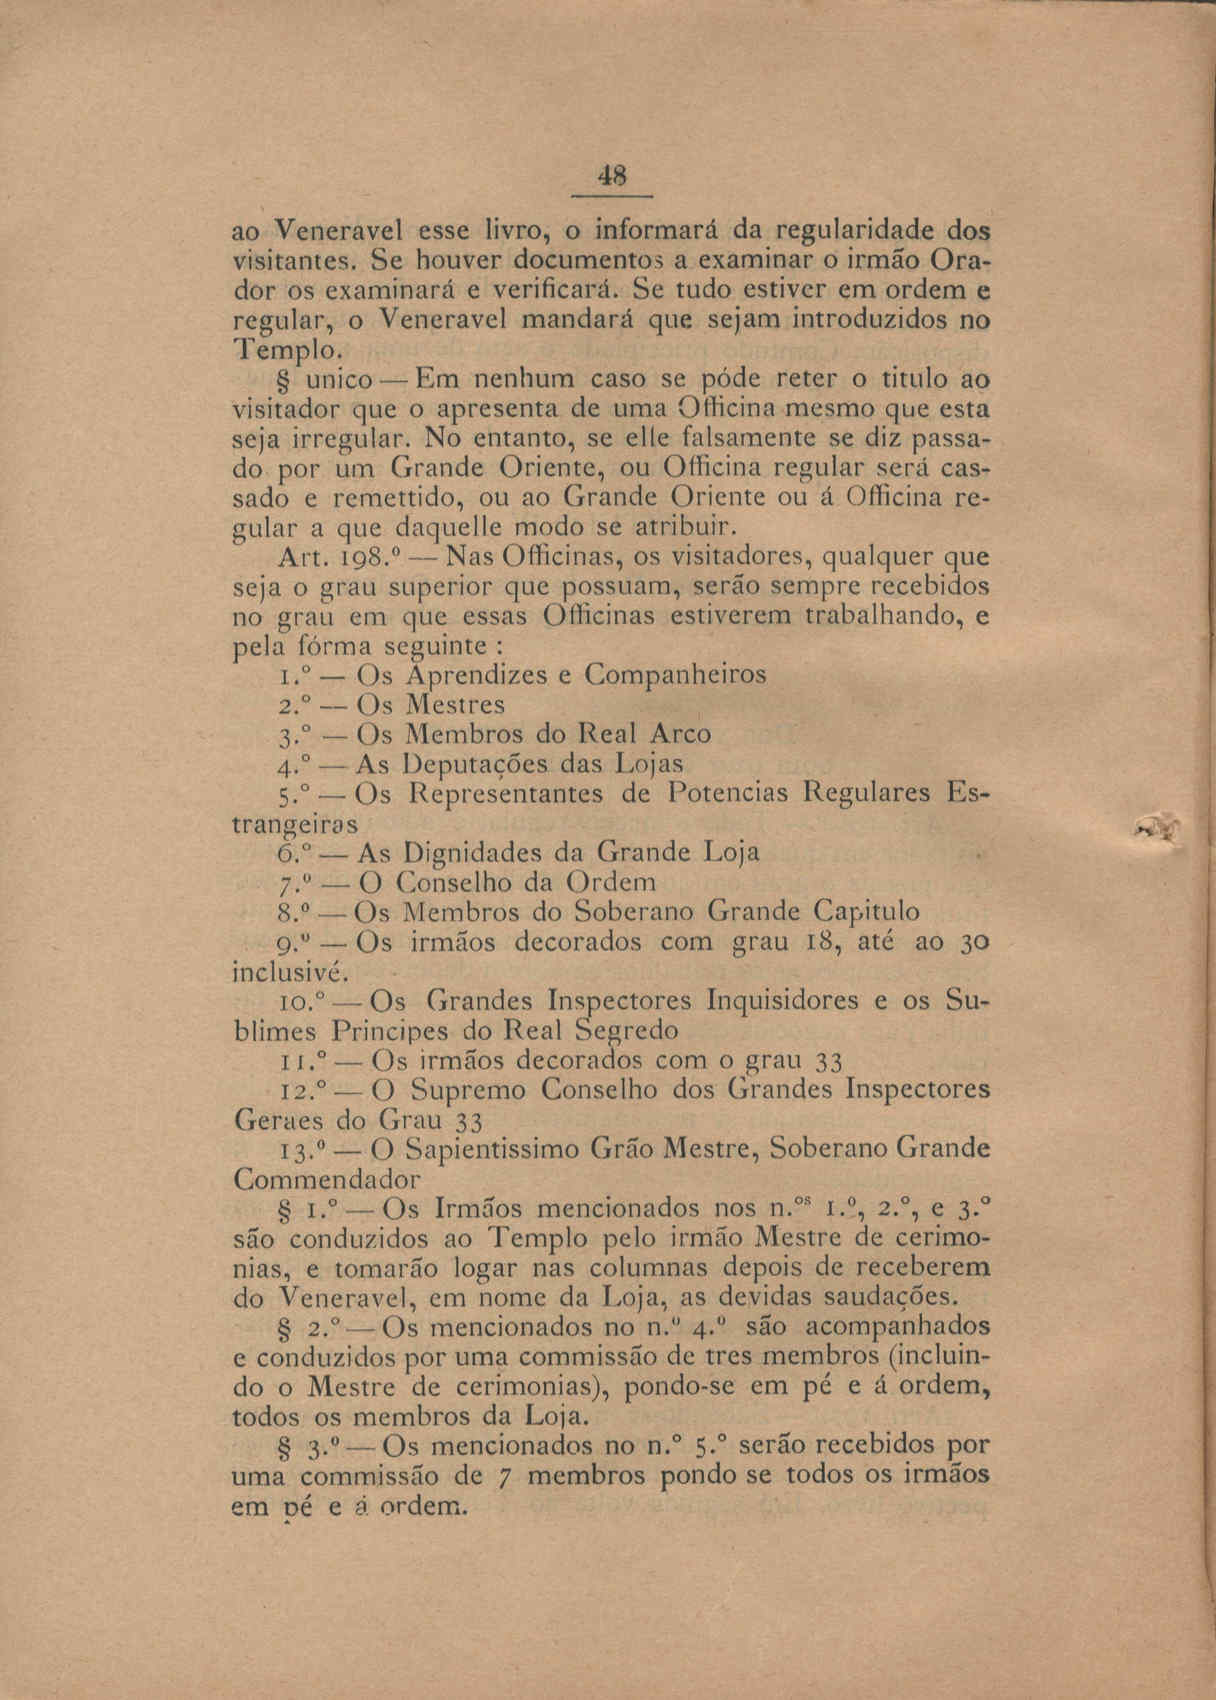 48
ao Veneravel esse livro, o informará da regularidade dos
visitantes. Se houver documentos a examinar o irmão Ora-
dor os examinará e verificará. Se tudo estiver em ordem e
regular, o Veneravel mandará que sejam introduzidos no
Templo.
§ unico — Em nenhum caso se póde reter o titulo ao
visitador que o apresenta de uma Officina mesmo que esta
seja irregular. No entanto, se elle falsamente se diz passa-
do por um Grande Oriente, ou Officina regular será cas-
sado e remettido, ou ao Grande Oriente ou á Officina re-
gular a que daquelle modo se atribuir.
Art. 198.º — Nas Officinas, os visitadores, qualquer que
seja o grau superior que possuam, serão sempre recebidos
no grau em que essas Officinas estiverem trabalhando, e
pela fórma seguinte :
1.º — Os Aprendizes e Companheiros
2.º — Os Mestres
3.º — Os Membros do Real Arco
4.º — As Deputações das Lojas
5.º — Os Representantes de Potencias Regulares Es-
trangeiras
6.º — As Dignidades da Grande Loja
7.º — O Conselho da Ordem
8.º — Os Membros do Soberano Grande Capitulo
9.º — Os irmãos decorados com grau 18, até ao 30
inclusivé.
10.º — Os Grandes Inspectores Inquisidores e os Su-
blimes Principes do Real Segredo
11.º — Os irmãos decorados com o grau 33
12.º — O Supremo Conselho dos Grandes Inspectores
Geraes do Grau 33
13.º — O Sapientissimo Grão Mestre, Soberano Grande
Commendador
§ 1.º — Os Irmãos mencionados nos n.ºˢ 1.º, 2.º, e 3.º
são conduzidos ao Templo pelo irmão Mestre de cerimo-
nias, e tomarão logar nas columnas depois de receberem
do Veneravel, em nome da Loja, as devidas saudações.
§ 2.º — Os mencionados no n.º 4.º são acompanhados
e conduzidos por uma commissão de tres membros (incluin-
do o Mestre de cerimonias), pondo-se em pé e á ordem,
todos os membros da Loja.
§ 3.º — Os mencionados no n.º 5.º serão recebidos por
uma commissão de 7 membros pondo se todos os irmãos
em pé e á ordem.